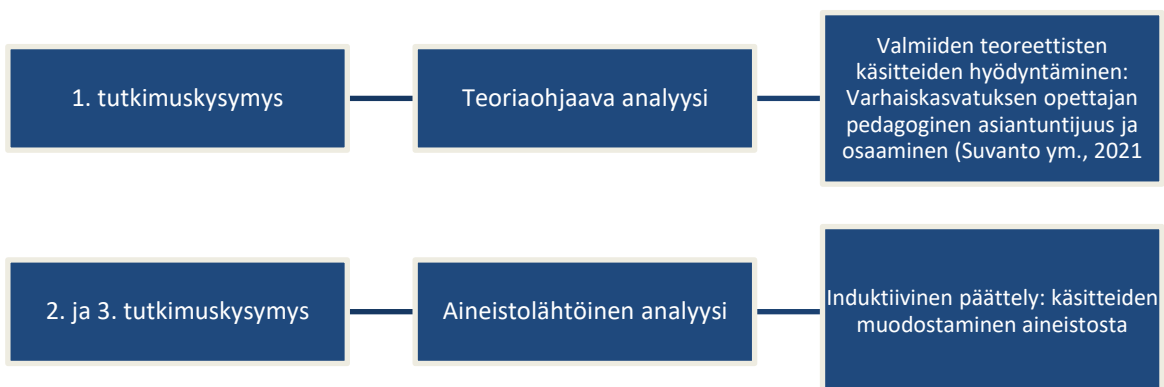 1. tutkimuskysymys
Teoriaohjaava analyysi
Valmiiden teoreettisten
käsitteiden hyödyntäminen:
Varhaiskasvatuksen opettajan
pedagoginen asiantuntijuus ja
osaaminen (Suvanto ym., 2021
2. ja 3. tutkimuskysymys
Aineistolähtöinen analyysi
Induktiivinen päättely: käsitteiden
muodostaminen aineistosta